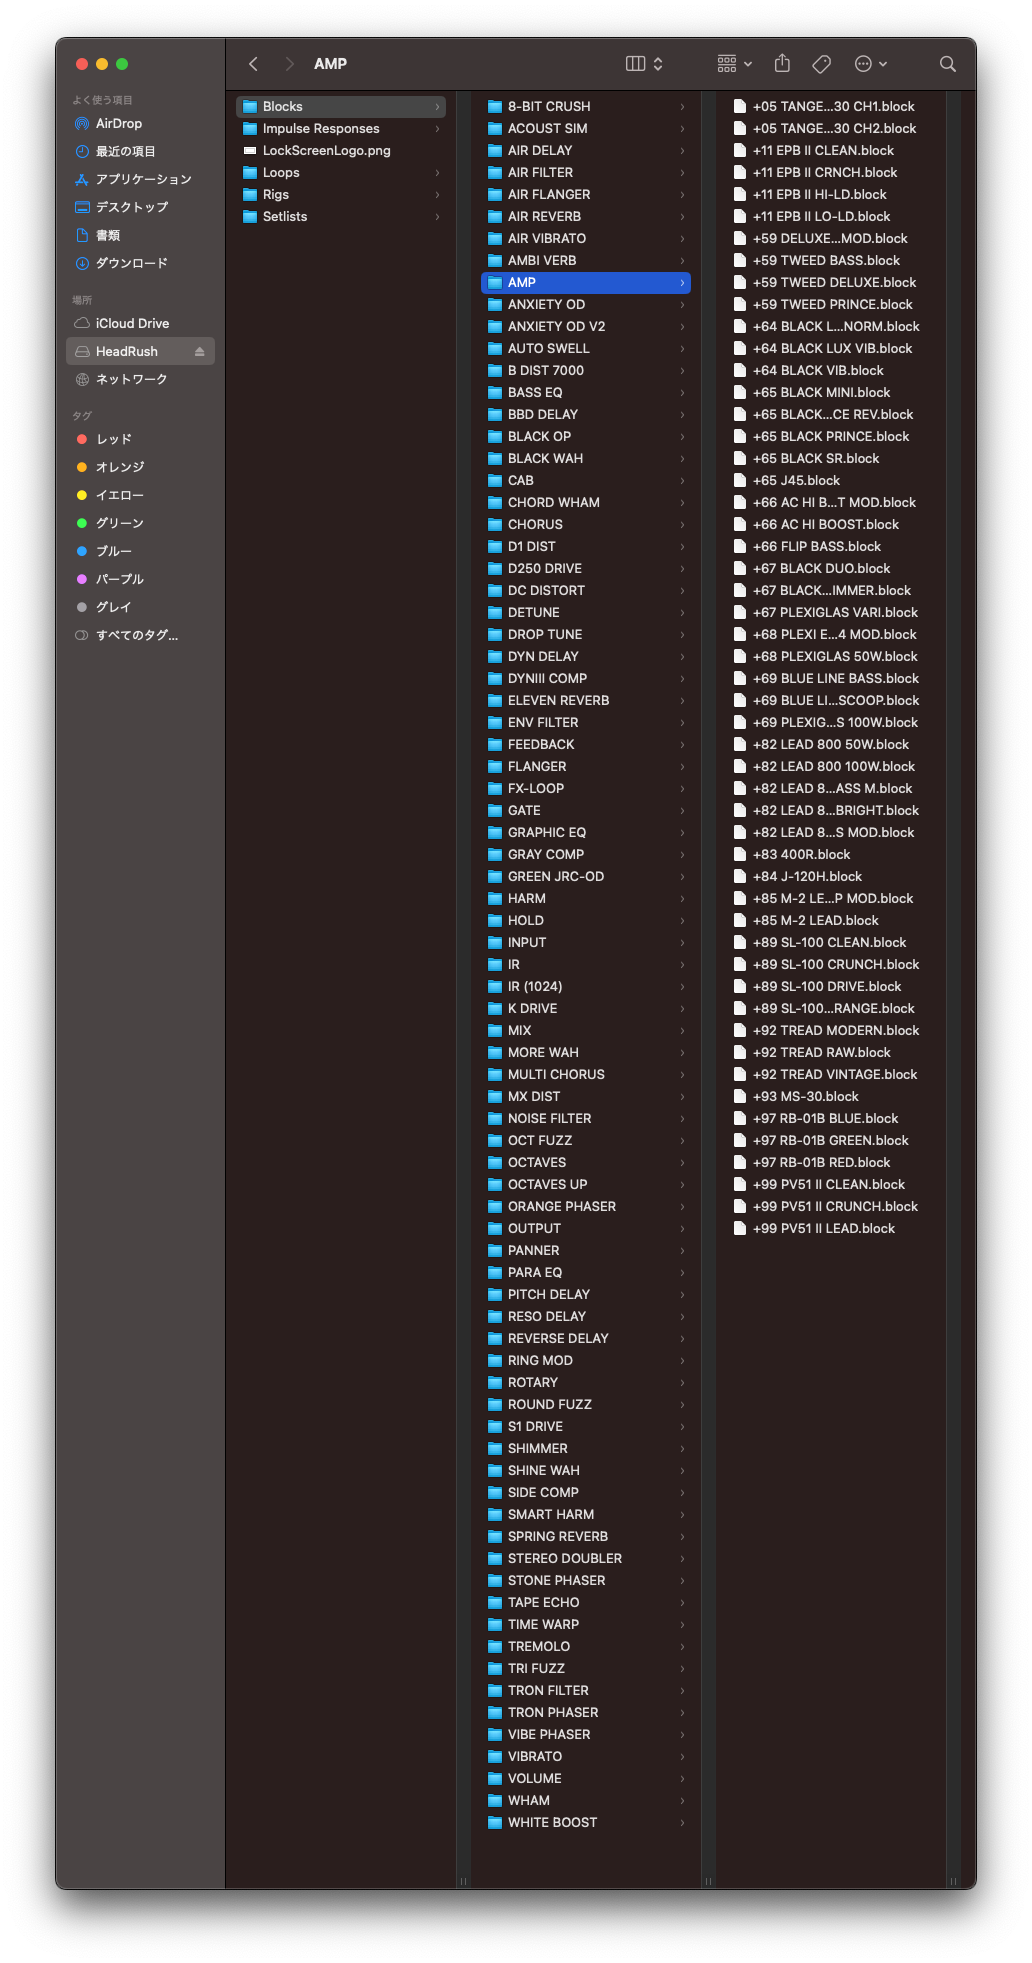 AMP
よく使う項目
AirDrop
最近の項目
アプリケーション
デスクトップ
書類
ダウンロード
場所
iCloud Drive
HeadRush
ネットワーク
タグ
レッド
オレンジ
イエロー
グリーン
ブルー
パープル
グレイ
すべてのタグ...
Blocks
Impulse Responses
LockScreenLogo.png
Loops
Rigs
Setlists
8-BIT CRUSH
ACOUST SIM
AIR DELAY
AIR FILTER
AIR FLANGER
AIR REVERB
AIR VIBRATO
AMBI VERB
AMP
ANXIETY OD
ANXIETY OD V2
AUTO SWELL
B DIST 7000
BASS EQ
BBD DELAY
BLACK OP
BLACK WAH
CAB
CHORD WHAM
CHORUS
D1 DIST
D250 DRIVE
DC DISTORT
DETUNE
DROP TUNE
DYN DELAY
DYNIII COMP
ELEVEN REVERB
ENV FILTER
FEEDBACK
FLANGER
FX-LOOP
GATE
GRAPHIC EQ
GRAY COMP
GREEN JRC-OD
HARM
HOLD
INPUT
IR
IR (1024)
K DRIVE
MIX
MORE WAH
MULTI CHORUS
MX DIST
NOISE FILTER
OCT FUZZ
OCTAVES
OCTAVES UP
ORANGE PHASER
OUTPUT
PANNER
PARA EQ
PITCH DELAY
RESO DELAY
REVERSE DELAY
RING MOD
ROTARY
ROUND FUZZ
S1 DRIVE
SHIMMER
SHINE WAH
SIDE COMP
SMART HARM
SPRING REVERB
STEREO DOUBLER
STONE PHASER
TAPE ECHO
TIME WARP
TREMOLO
TRI FUZZ
TRON FILTER
TRON PHASER
VIBE PHASER
VIBRATO
VOLUME
WHAM
WHITE BOOST
+05 TANGE...30 CH1.block
+05 TANGE...30 CH2.block
+11 EPB II CLEAN.block
+11 EPB II CRNCH.block
+11 EPB II HI-LD.block
+11 EPB II LO-LD.block
+59 DELUXE...MOD.block
+59 TWEED BASS.block
+59 TWEED DELUXE.block
+59 TWEED PRINCE.block
+64 BLACK L...NORM.block
+64 BLACK LUX VIB.block
+64 BLACK VIB.block
+65 BLACK MINI.block
+65 BLACK...CE REV.block
+65 BLACK PRINCE.block
+65 BLACK SR.block
+65 J45.block
+66 AC HI B...T MOD.block
+66 AC HI BOOST.block
+66 FLIP BASS.block
+67 BLACK DUO.block
+67 BLACK...IMMER.block
+67 PLEXIGLAS VARI.block
+68 PLEXI E...4 MOD.block
+68 PLEXIGLAS 50W.block
+69 BLUE LINE BASS.block
+69 BLUE LI...SCOOP.block
+69 PLEXIG...S 100W.block
+82 LEAD 800 50W.block
+82 LEAD 800 100W.block
+82 LEAD 8...ASS M.block
+82 LEAD 8...BRIGHT.block
+82 LEAD 8...S MOD.block
+83 400R.block
+84 J-120H.block
+85 M-2 LE...P MOD.block
+85 M-2 LEAD.block
+89 SL-100 CLEAN.block
+89 SL-100 CRUNCH.block
+89 SL-100 DRIVE.block
+89 SL-100...RANGE.block
+92 TREAD MODERN.block
+92 TREAD RAW.block
+92 TREAD VINTAGE.block
+93 MS-30.block
+97 RB-01B BLUE.block
+97 RB-01B GREEN.block
+97 RB-01B RED.block
+99 PV51 II CLEAN.block
+99 PV51 II CRUNCH.block
+99 PV51 II LEAD.block